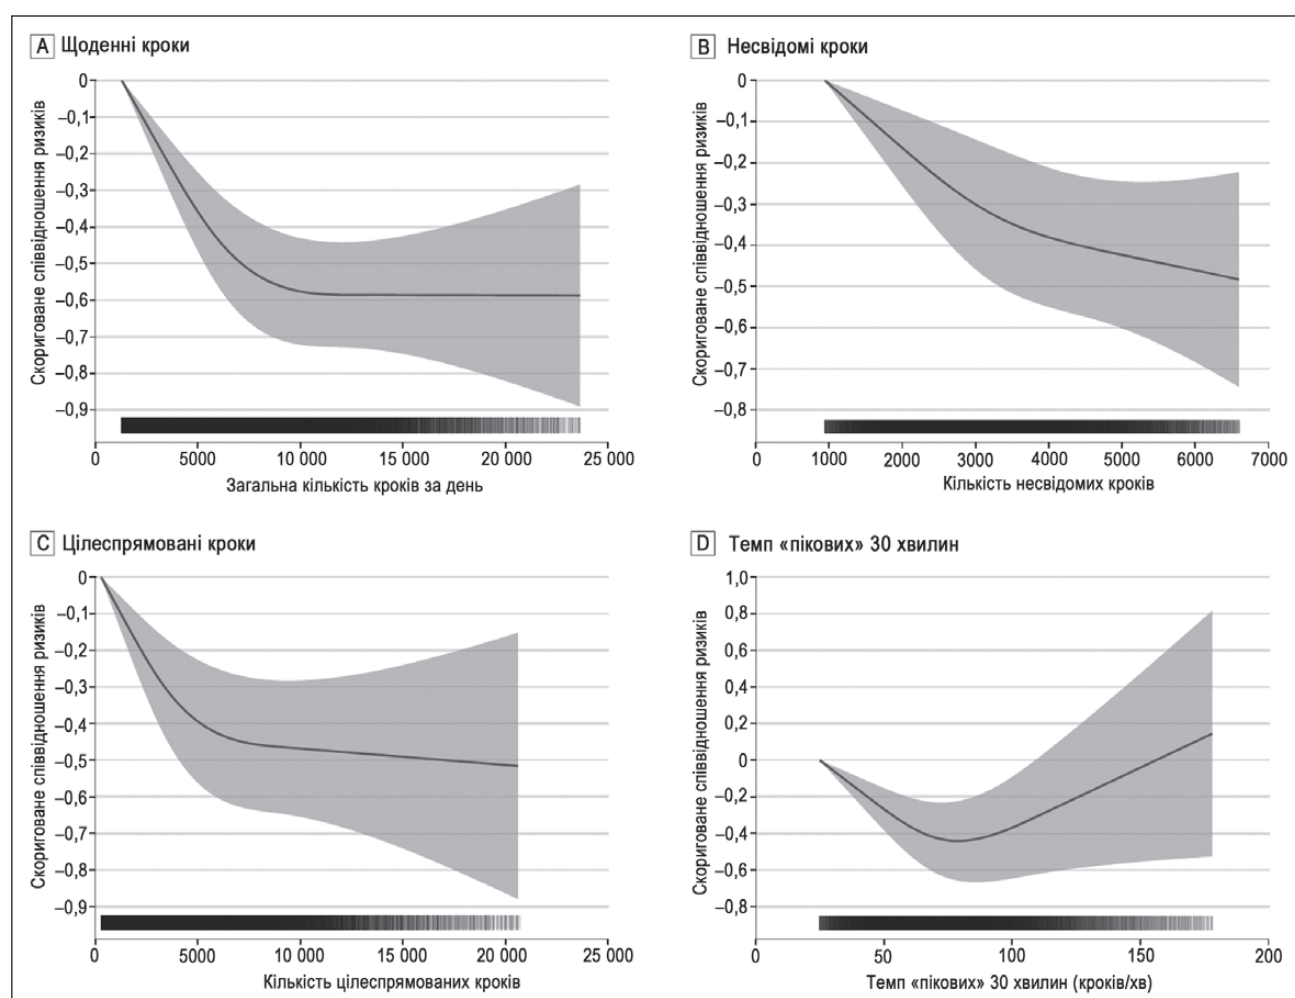 A Щоденні кроки
Скориговане співвідношення ризиків
0
–0,1
–0,2
–0,3
–0,4
–0,5
–0,6
–0,7
–0,8
–0,9
0 5000 10 000 15 000 20 000 25 000
Загальна кількість кроків за день
B Несвідомі кроки
Скориговане співвідношення ризиків
0
–0,1
–0,2
–0,3
–0,4
–0,5
–0,6
–0,7
–0,8
0 1000 2000 3000 4000 5000 6000 7000
Кількість несвідомих кроків
C Цілеспрямовані кроки
Скориговане співвідношення ризиків
0
–0,1
–0,2
–0,3
–0,4
–0,5
–0,6
–0,7
–0,8
–0,9
0 5000 10 000 15 000 20 000 25 000
Кількість цілеспрямованих кроків
D Темп «пікових» 30 хвилин
Скориговане співвідношення ризиків
1,0
0,8
0,6
0,4
0,2
0
–0,2
–0,4
–0,6
–0,8
0 50 100 150 200
Темп «пікових» 30 хвилин (кроків/хв)